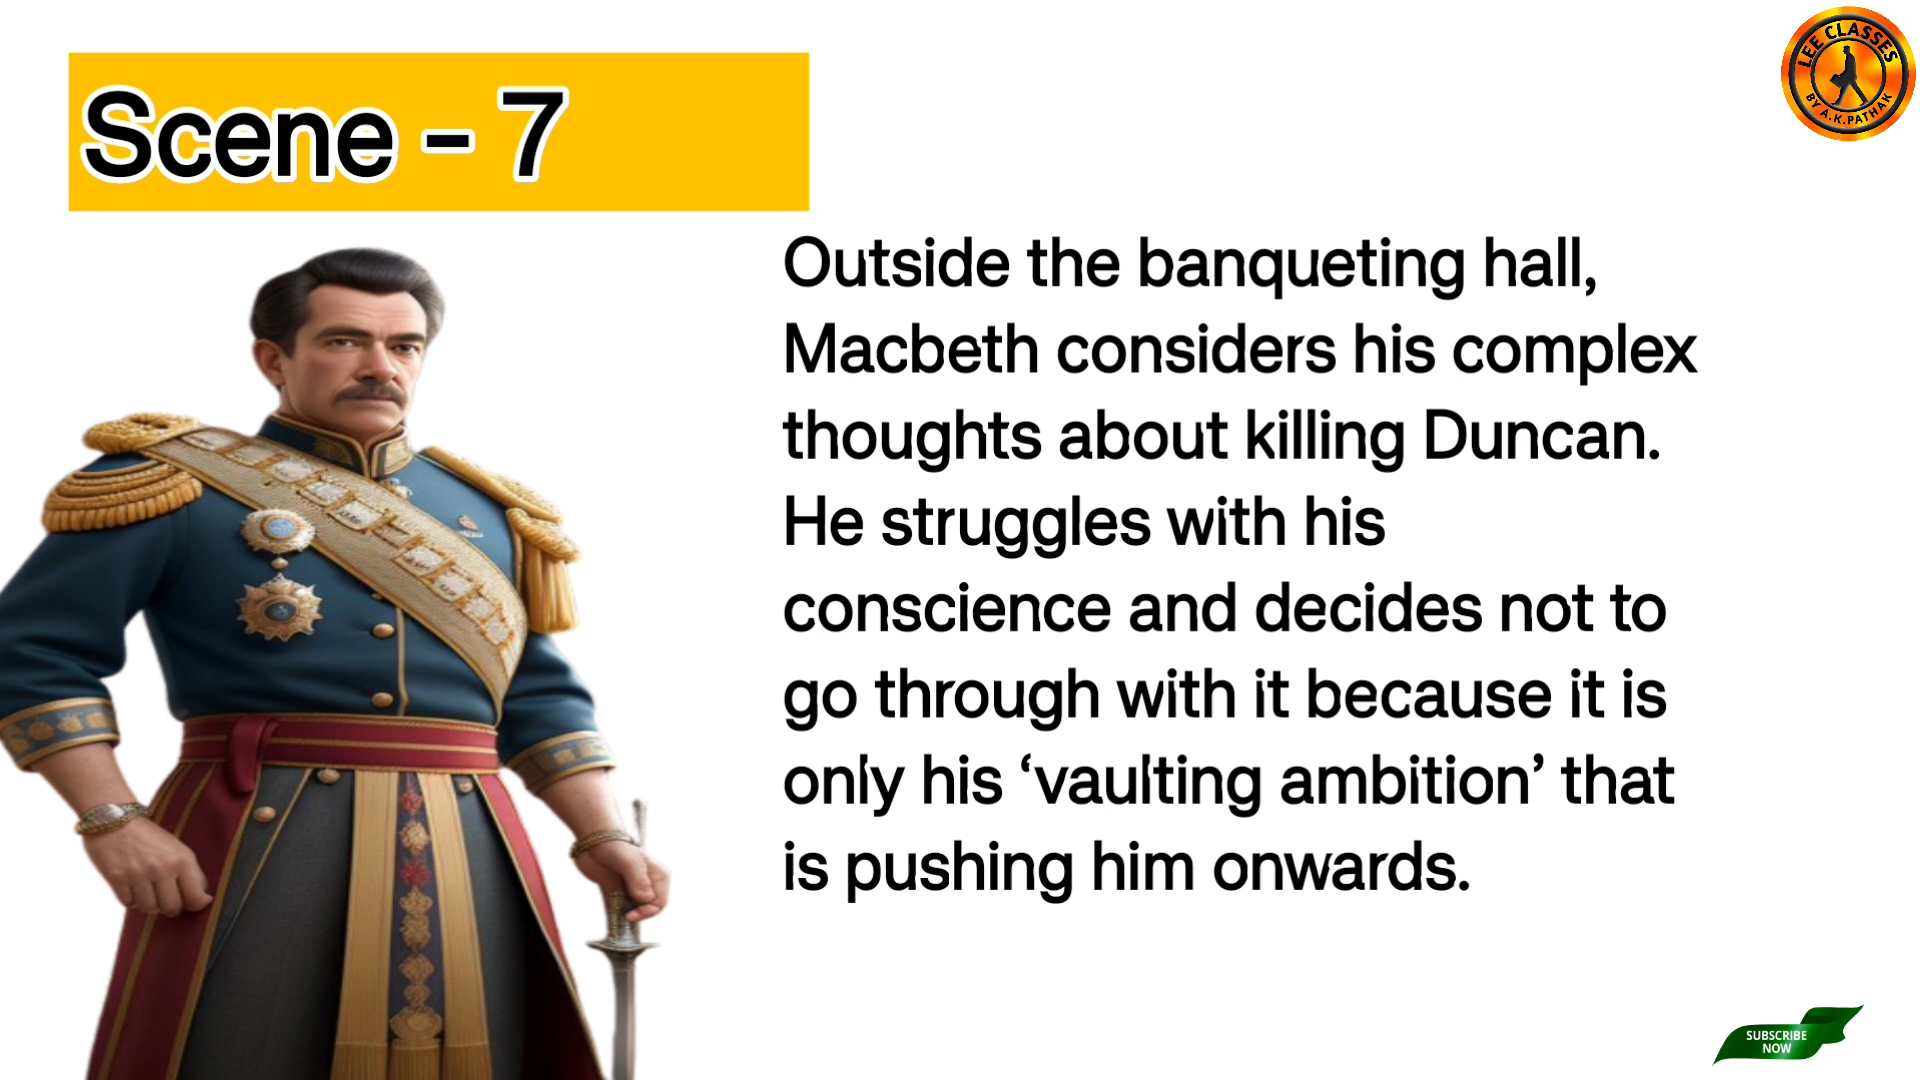 Scene - 7
LEE CLASSES
BY A.K.PATHAK
Outside the banqueting hall,
Macbeth considers his complex
thoughts about killing Duncan.
He struggles with his
conscience and decides not to
go through with it because it is
only his ‘vaulting ambition’ that
is pushing him onwards.
SUBSCRIBE
NOW